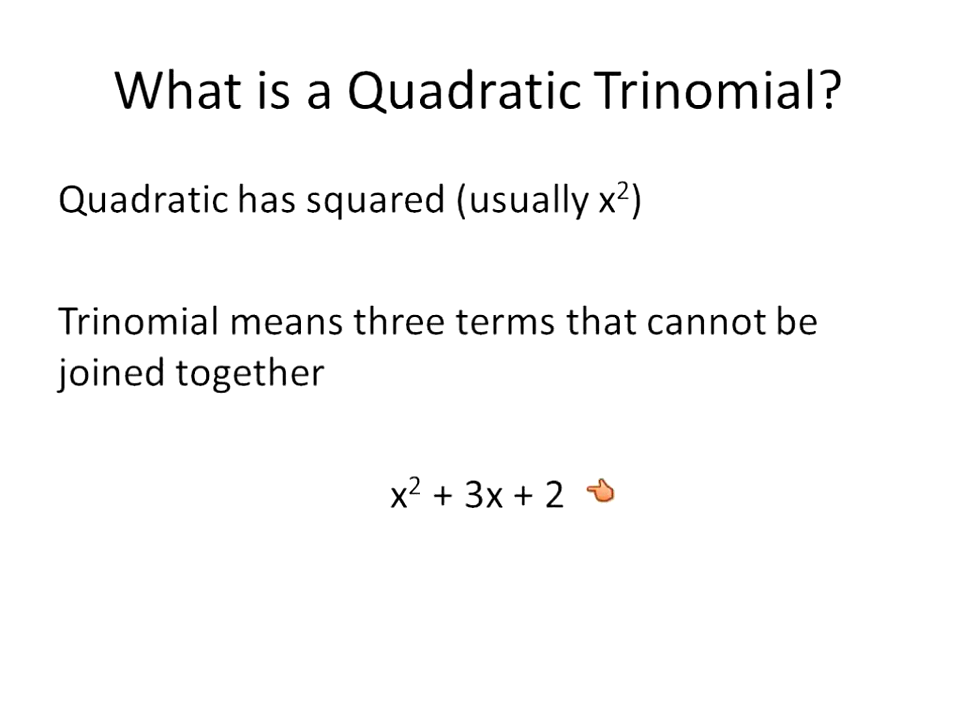 What is a Quadratic Trinomial?
Quadratic has squared (usually x²)
Trinomial means three terms that cannot be
joined together
x² + 3x + 2